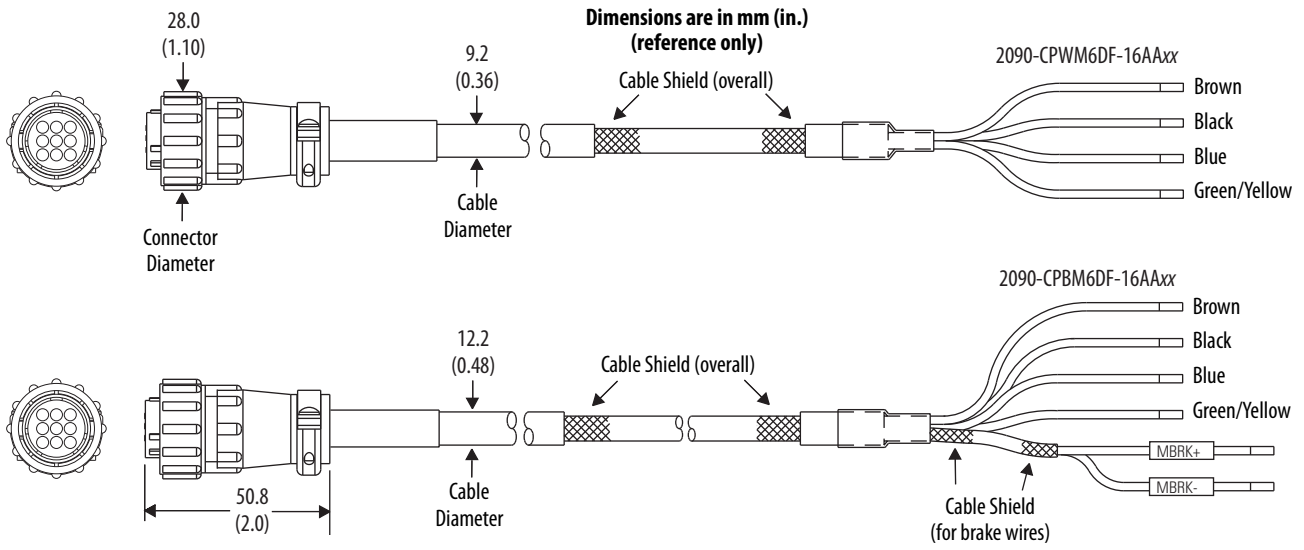 Dimensions are in mm (in.)
(reference only)
28.0
(1.10)
9.2
(0.36)
Cable Shield (overall)
2090-CPWM6DF-16AAxx
Brown
Black
Blue
Green/Yellow
Cable
Diameter
Connector
Diameter
2090-CPBM6DF-16AAxx
12.2
(0.48)
Cable Shield (overall)
Brown
Black
Blue
Green/Yellow
MBRK+
MBRK-
50.8
(2.0)
Cable
Diameter
Cable Shield
(for brake wires)